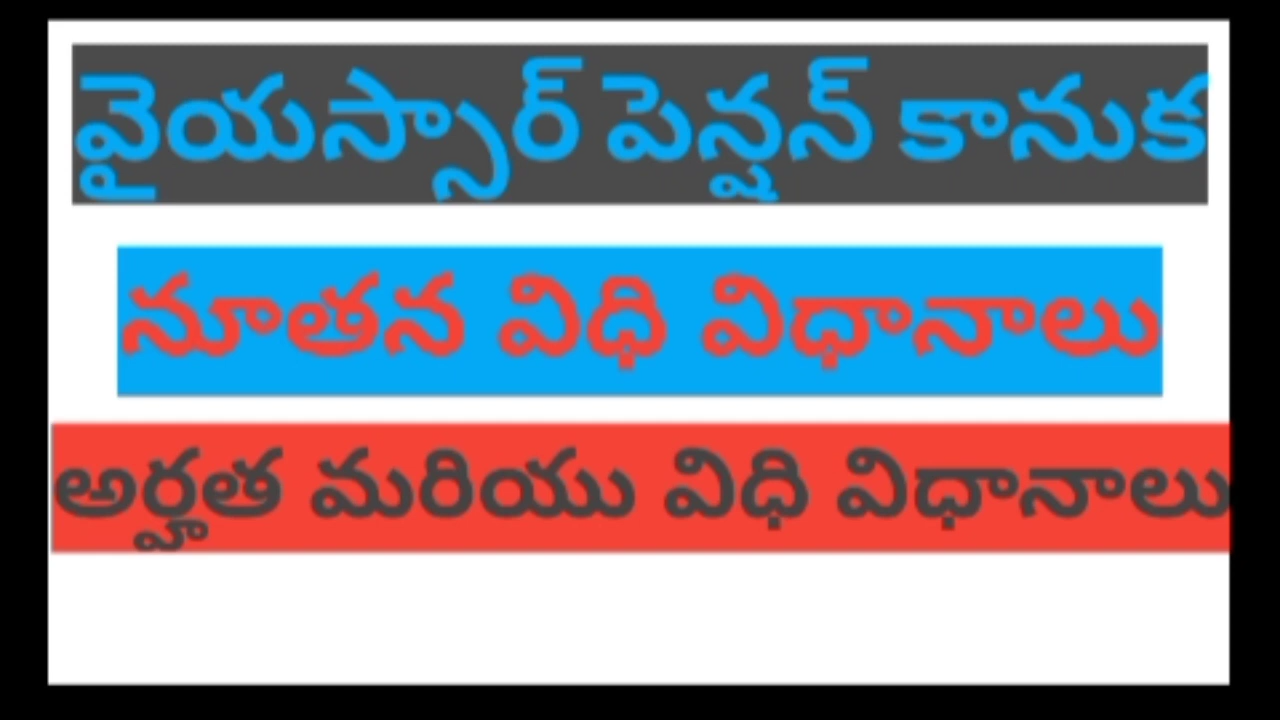 వైయస్సార్ పెన్షన్ కానుక
నూతన విధి విధానాలు
అర్హత మరియు విధి విధానాలు